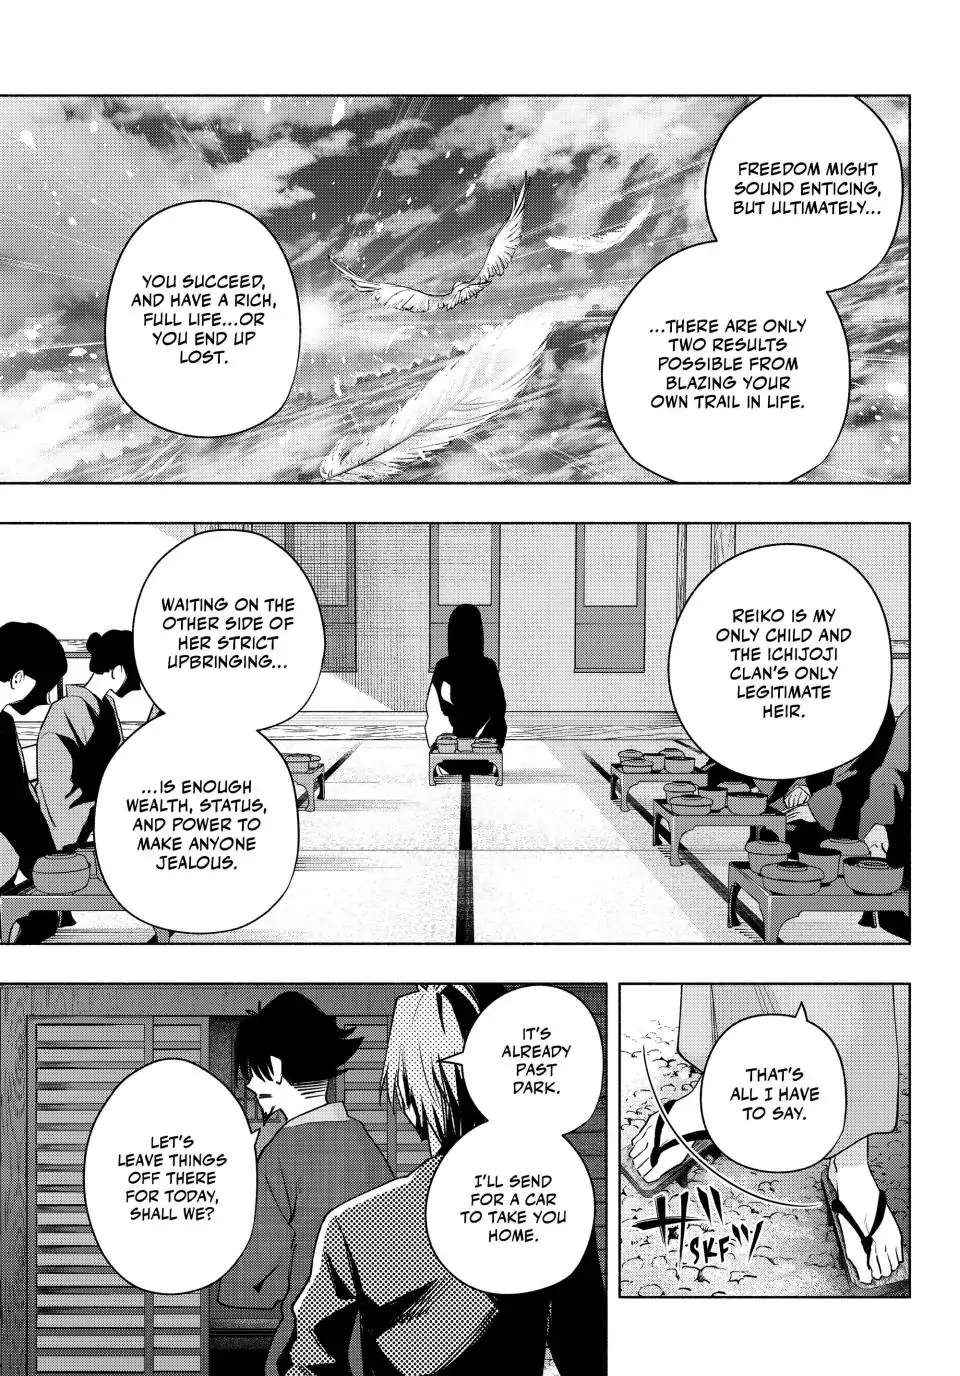 FREEDOM MIGHT
SOUND ENTICING,
BUT ULTIMATELY...
...THERE ARE ONLY
TWO RESULTS
POSSIBLE FROM
BLAZING YOUR
OWN TRAIL IN LIFE.
YOU SUCCEED,
AND HAVE A RICH,
FULL LIFE...OR
YOU END UP
LOST.
REIKO IS MY
ONLY CHILD AND
THE ICHIJOJI
CLAN'S ONLY
LEGITIMATE
HEIR.
WAITING ON THE
OTHER SIDE OF
HER STRICT
UPBRINGING...
...IS ENOUGH
WEALTH, STATUS,
AND POWER TO
MAKE ANYONE
JEALOUS.
THAT'S
ALL I HAVE
TO SAY.
ザッ
SKF
IT'S
ALREADY
PAST
DARK.
I'LL SEND
FOR A CAR
TO TAKE YOU
HOME.
LET'S
LEAVE THINGS
OFF THERE
FOR TODAY,
SHALL WE?